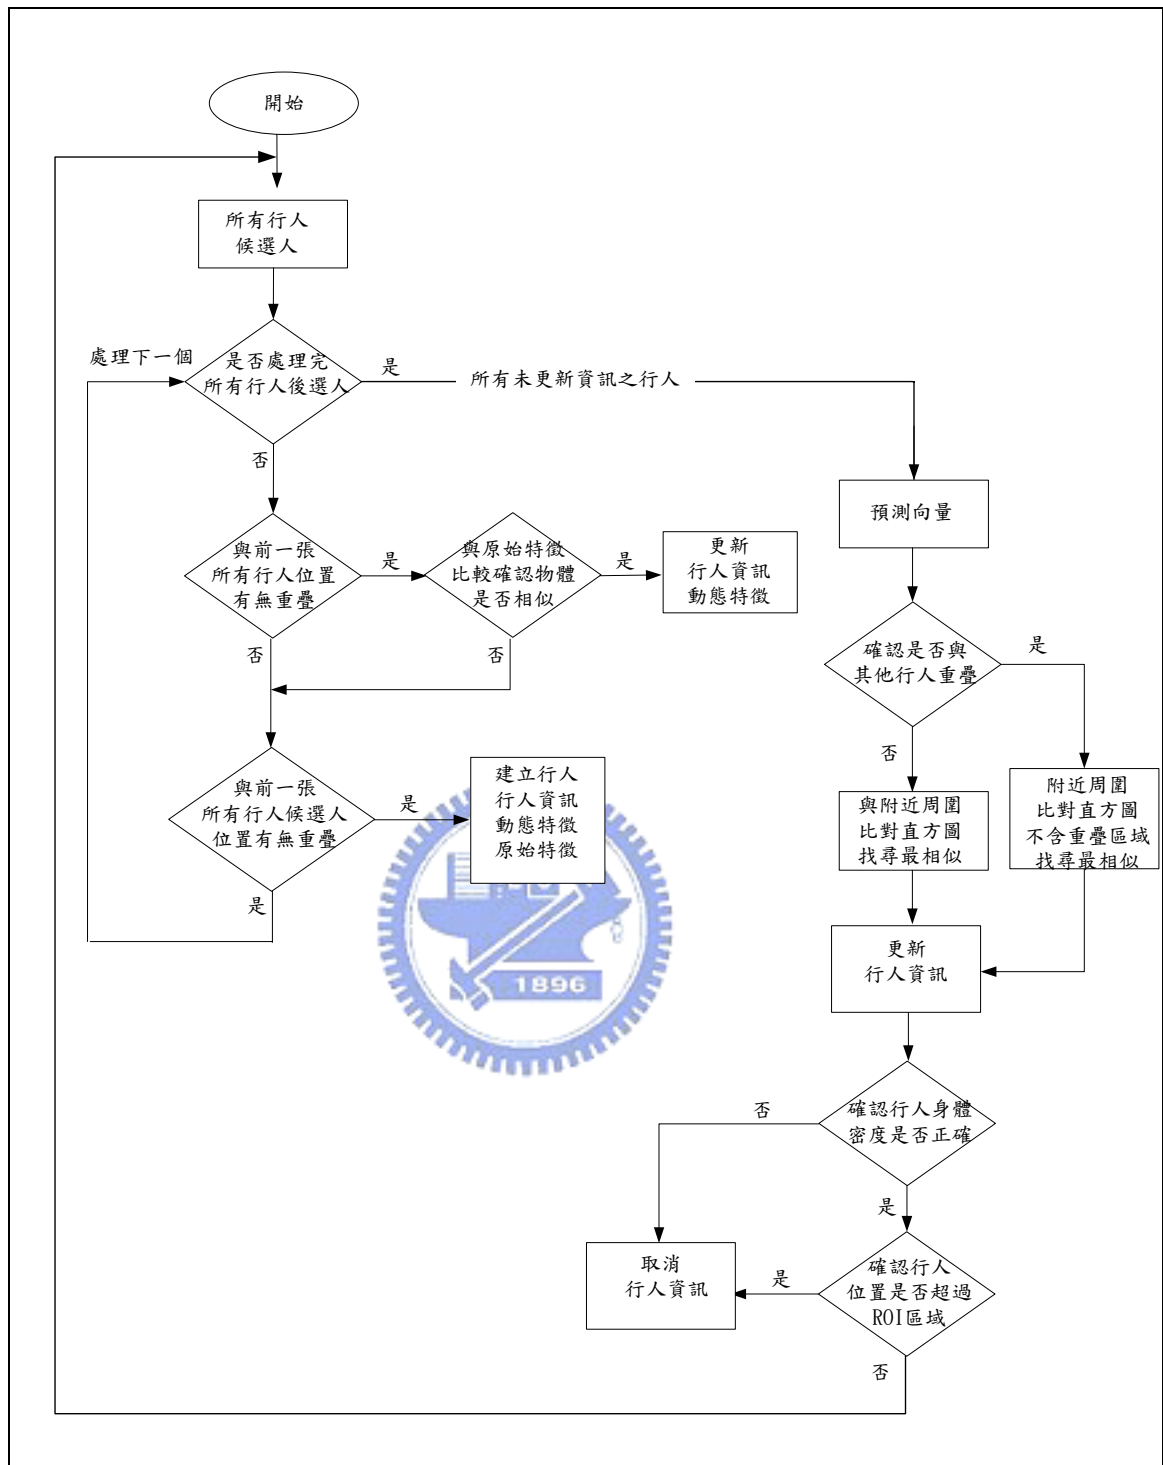 開始
所有行人
候選人
處理下一個
是否處理完
所有行人後選人
是
所有未更新資訊之行人
否
預測向量
與前一張
所有行人位置
有無重疊
是
與原始特徵
比較確認物體
是否相似
是
更新
行人資訊
動態特徵
否
否
確認是否與
其他行人重疊
是
否
與前一張
所有行人候選人
位置有無重疊
是
建立行人
行人資訊
動態特徵
原始特徵
是
與附近周圍
比對直方圖
找尋最相似
附近周圍
比對直方圖
不含重疊區域
找尋最相似
更新
行人資訊
1896
確認行人身體
密度是否正確
否
是
取消
行人資訊
是
確認行人
位置是否超過
ROI區域
否